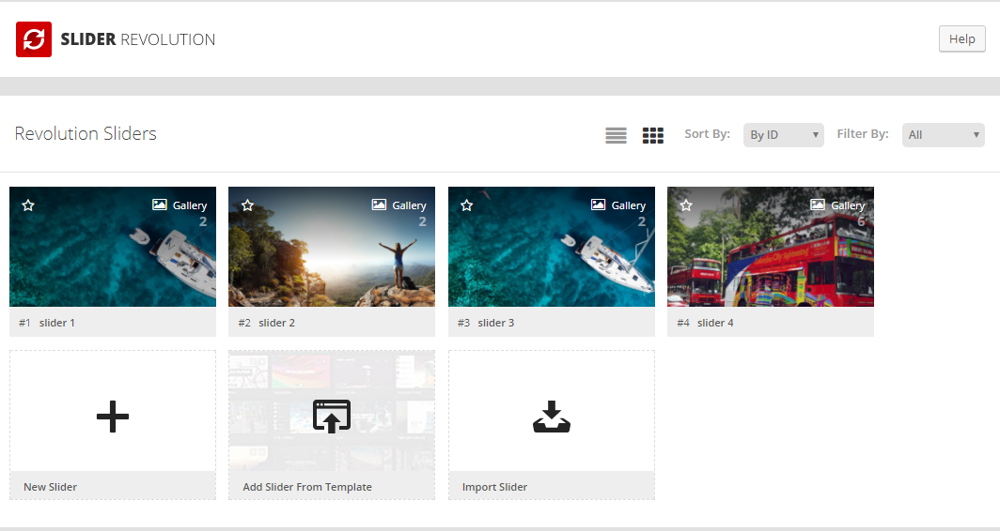 SLIDER REVOLUTION
Help
Revolution Sliders
Sort By: By ID Filter By: All
Gallery
2
Gallery
2
Gallery
2
Gallery
6
#1 slider 1
#2 slider 2
#3 slider 3
#4 slider 4
New Slider
Add Slider From Template
Import Slider